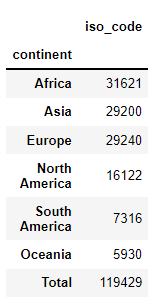 iso_code
continent
Africa 31621
Asia 29200
Europe 29240
North
America 16122
South
America 7316
Oceania 5930
Total 119429